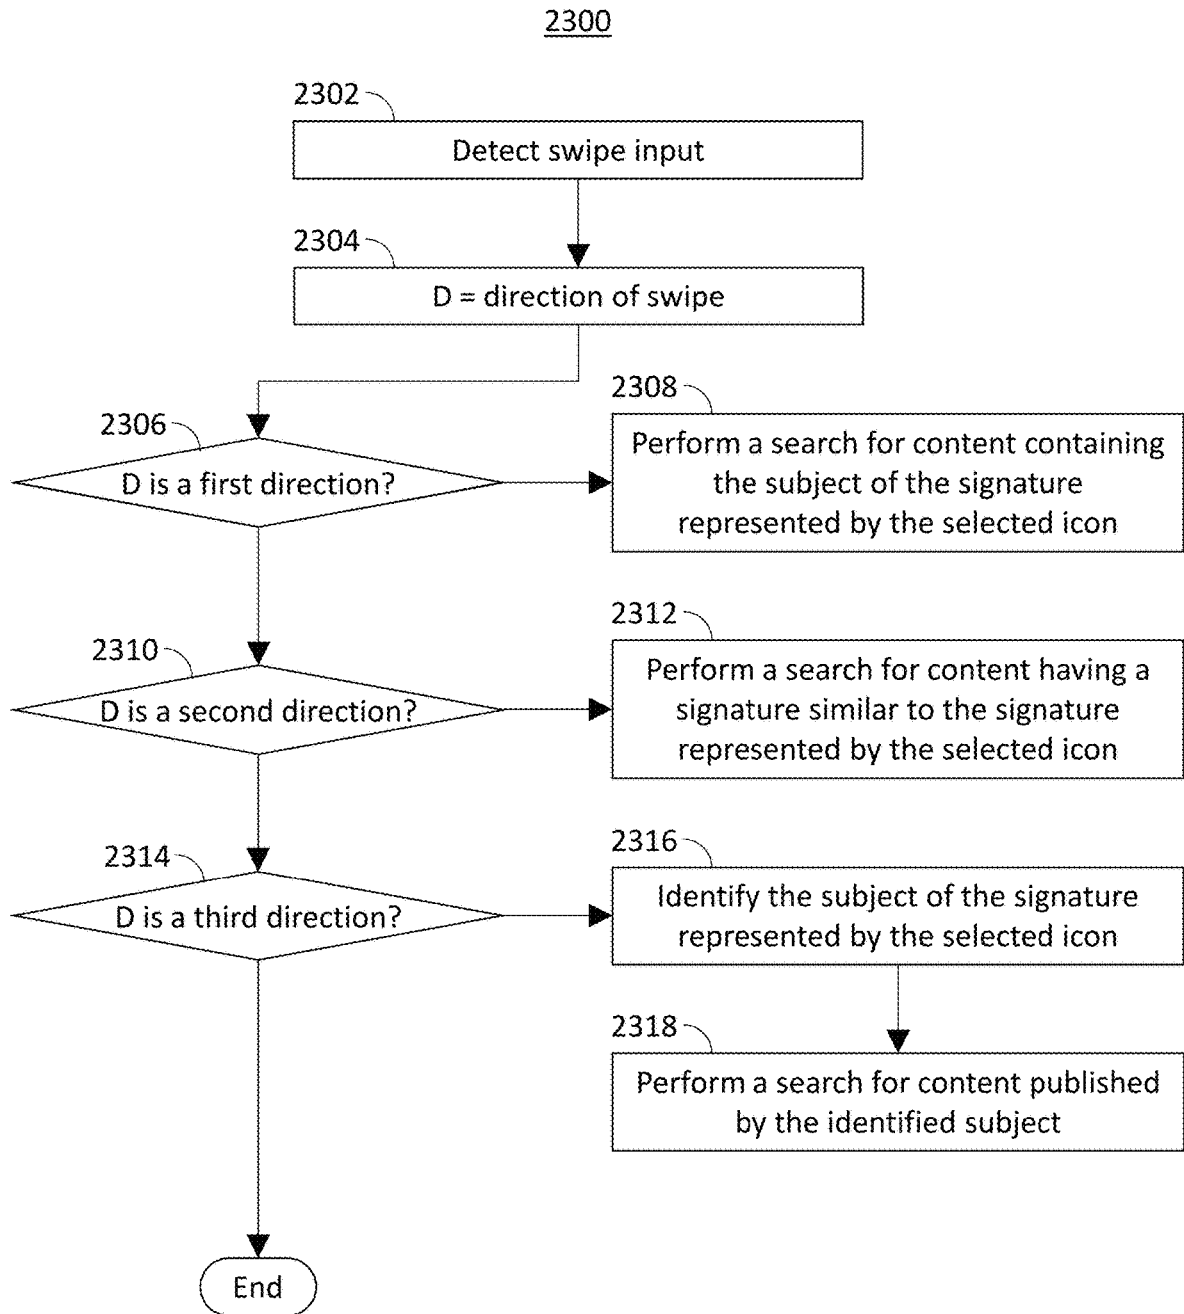 2300
2302
Detect swipe input
2304
D = direction of swipe
2306
D is a first direction?
2308
Perform a search for content containing
the subject of the signature
represented by the selected icon
2310
D is a second direction?
2312
Perform a search for content having a
signature similar to the signature
represented by the selected icon
2314
D is a third direction?
2316
Identify the subject of the signature
represented by the selected icon
2318
Perform a search for content published
by the identified subject
End